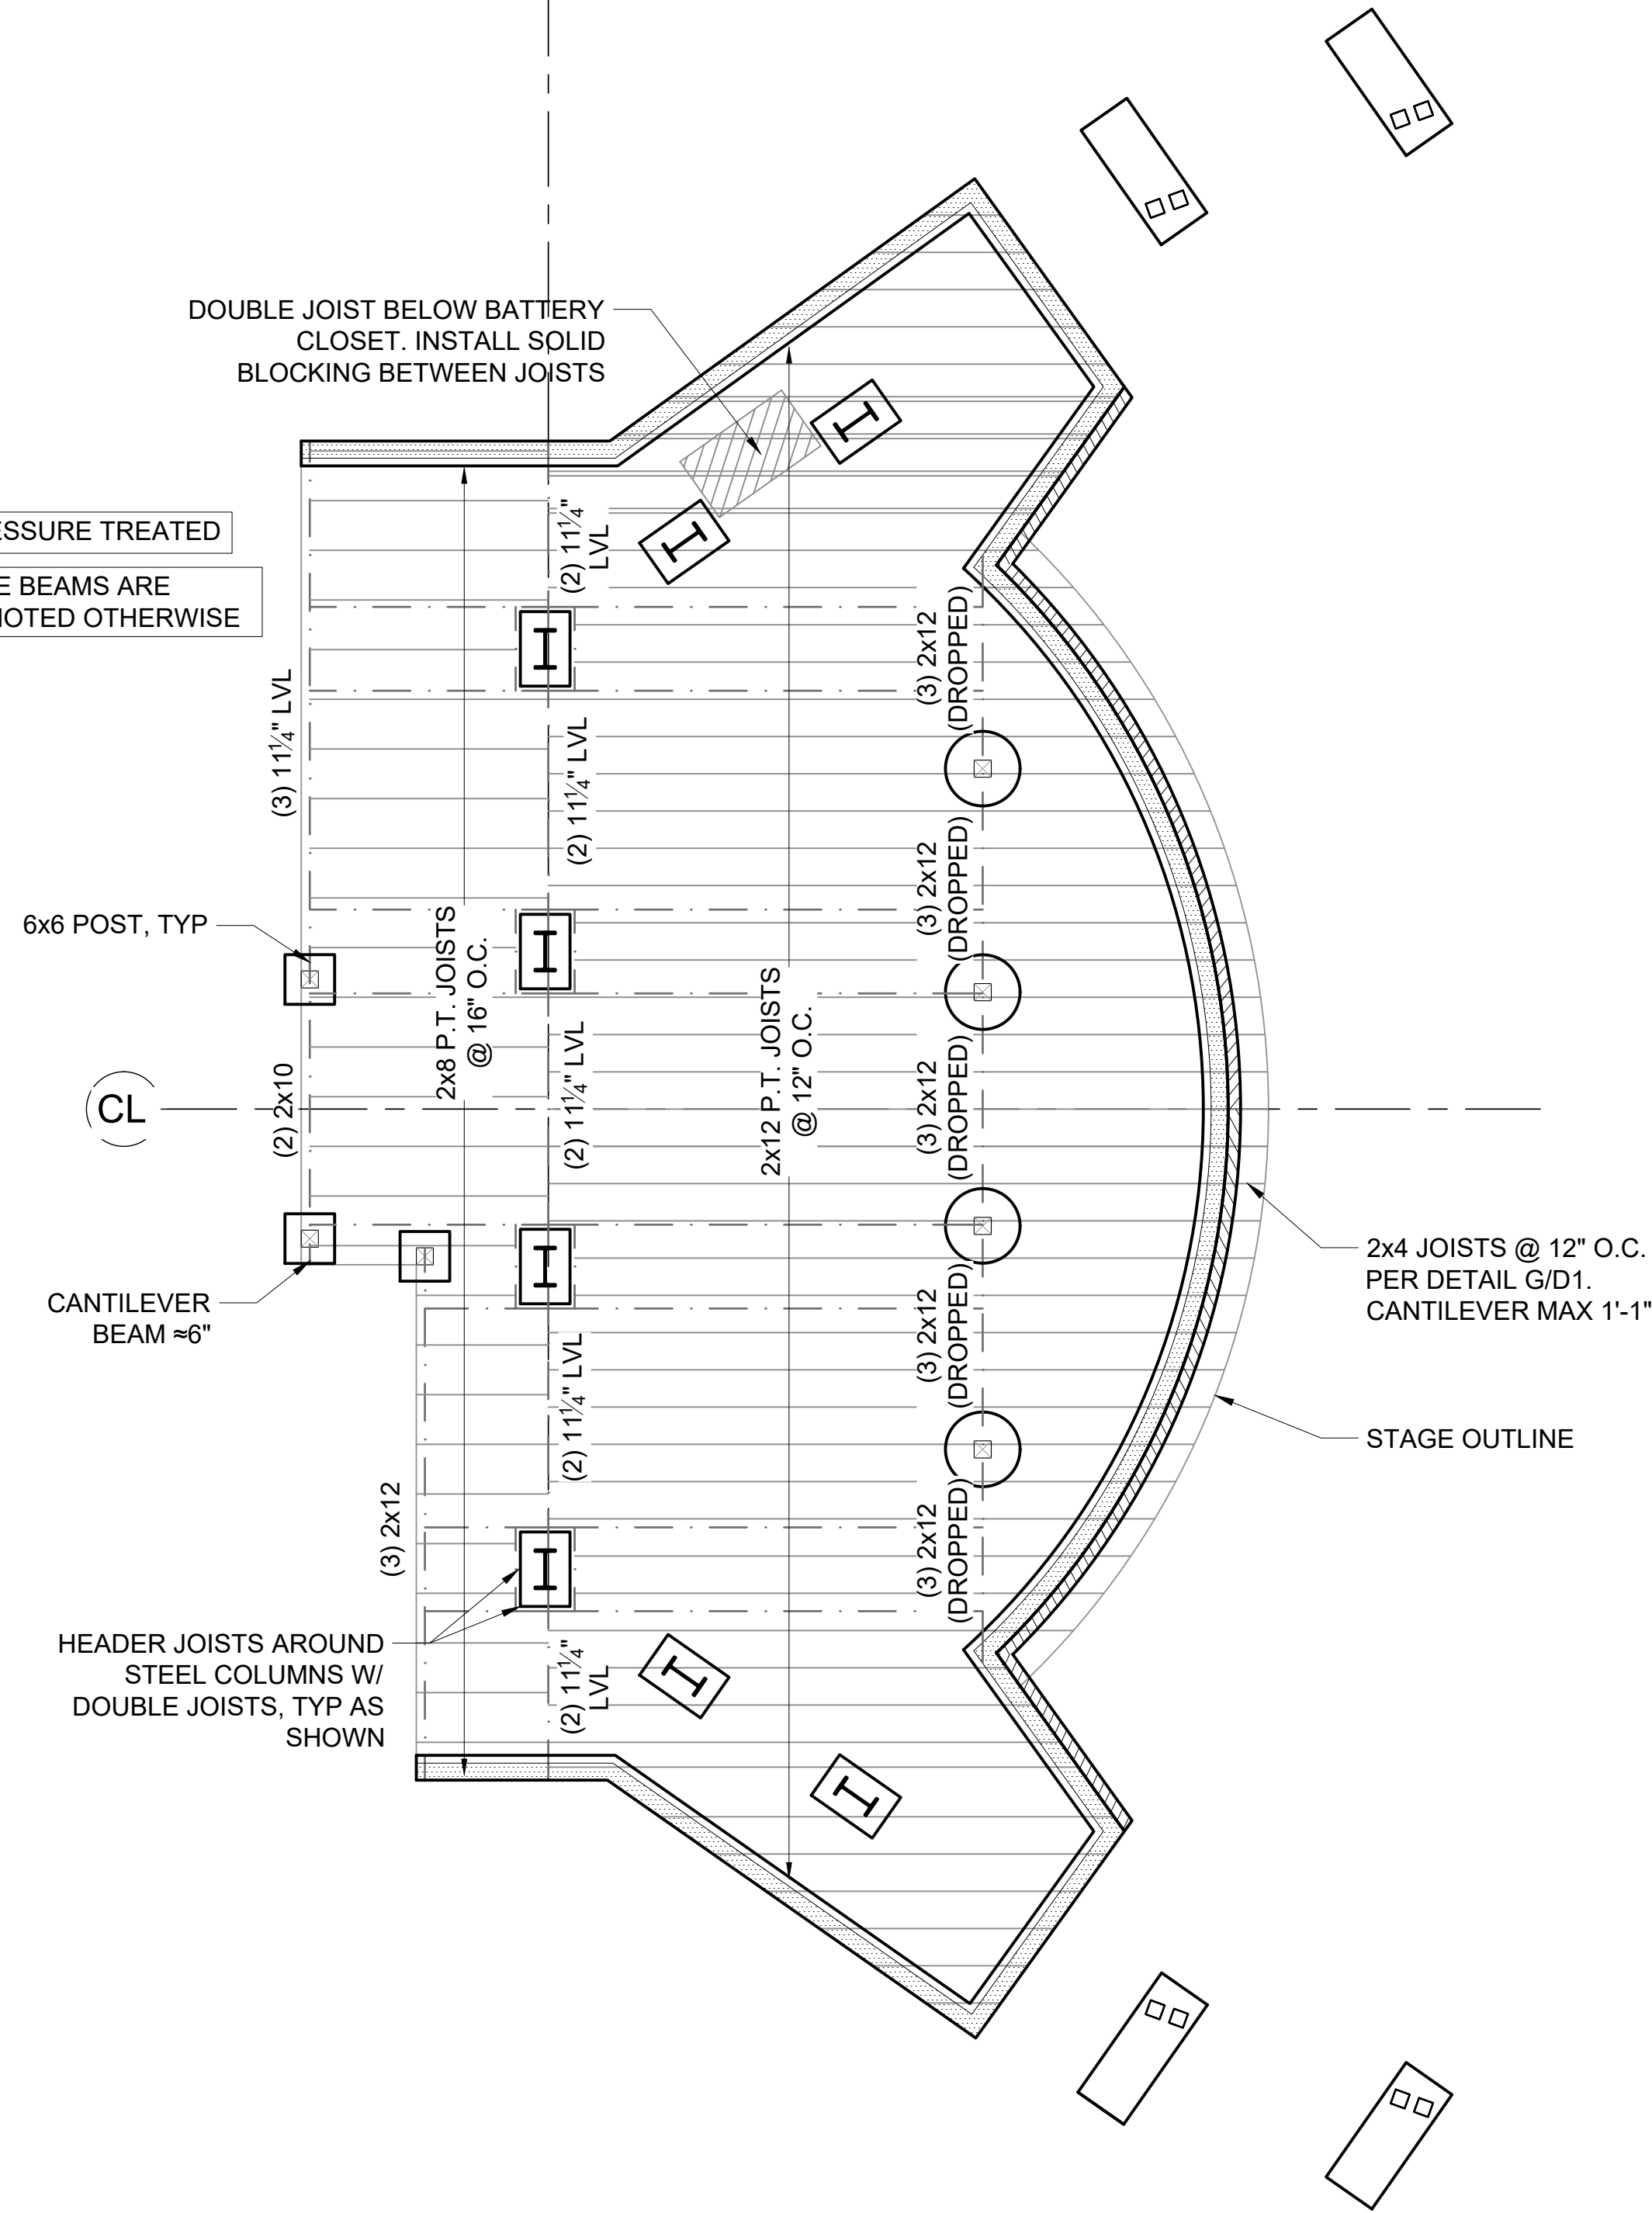 DOUBLE JOIST BELOW BATTERY
CLOSET. INSTALL SOLID
BLOCKING BETWEEN JOISTS
ESSURE TREATED
E BEAMS ARE
NOTED OTHERWISE
(3) 11¼" LVL
(2) 11¼"
LVL
(3) 2x12
(DROPPED)
(2) 11¼" LVL
(3) 2x12
(DROPPED)
6x6 POST, TYP
2x8 P.T. JOISTS
@ 16" O.C.
2x12 P.T. JOISTS
@ 12" O.C.
CL
(2) 2x10
(2) 11¼" LVL
(3) 2x12
(DROPPED)
2x4 JOISTS @ 12" O.C.
PER DETAIL G/D1.
CANTILEVER MAX 1'-1"
CANTILEVER
BEAM ≈6"
(2) 11¼" LVL
(3) 2x12
(DROPPED)
STAGE OUTLINE
(3) 2x12
(3) 2x12
(DROPPED)
HEADER JOISTS AROUND
STEEL COLUMNS W/
DOUBLE JOISTS, TYP AS
SHOWN
(2) 11¼"
LVL